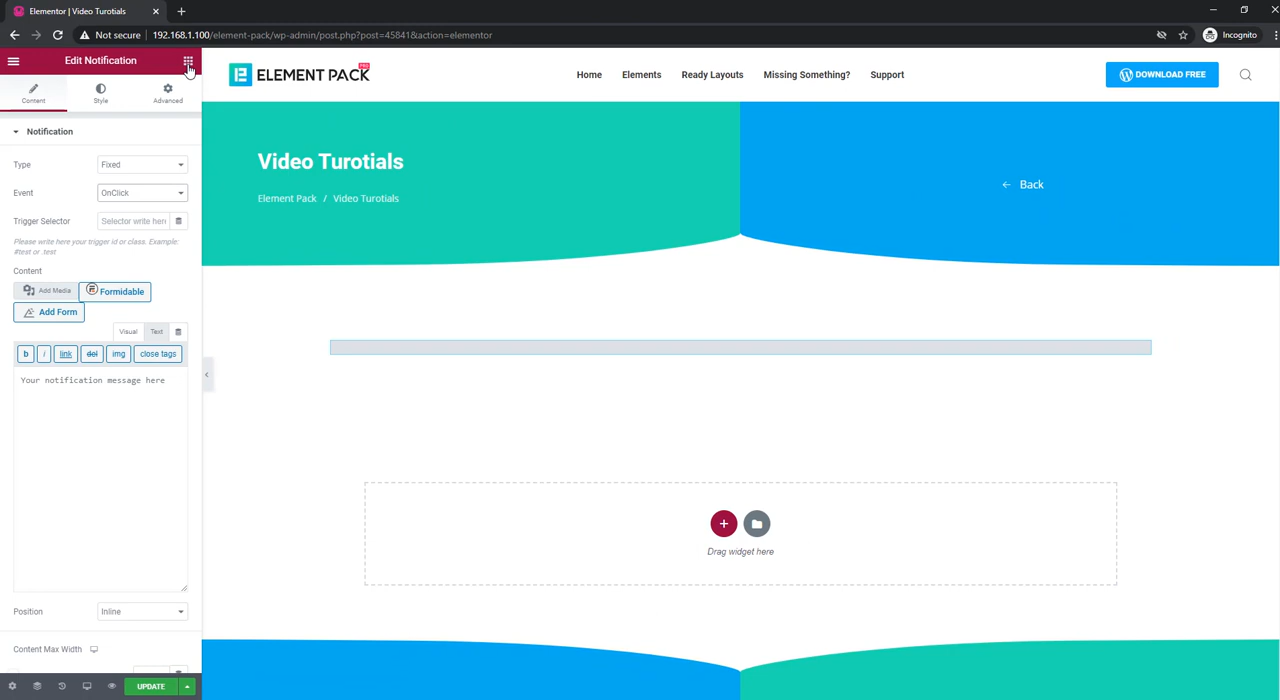 Elementor | Video Turotials
Not secure 192.168.1.100/element-pack/wp-admin/post.php?post=45841&action=elementor
Incognito
Edit Notification
Content Style Advanced
Notification
Type Fixed
Event OnClick
Trigger Selector Selector write here
Please write here your trigger id or class. Example:
#test or .test
Content
Add Media Formidable
Add Form
Visual Text
b i link del img close tags
Your notification message here
Position Inline
Content Max Width
UPDATE
ELEMENT PACK PRO
Home Elements Ready Layouts Missing Something? Support
DOWNLOAD FREE
Video Turotials
Element Pack / Video Turotials
← Back
Drag widget here